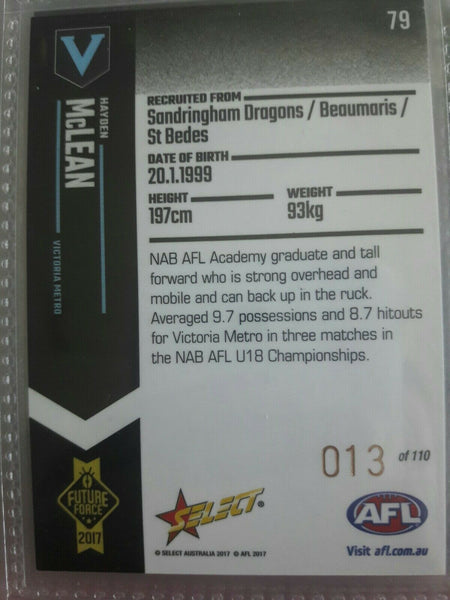 79
V
HAYDEN
McLEAN
VICTORIA METRO
RECRUITED FROM
Sandringham Dragons / Beaumaris /
St Bedes
DATE OF BIRTH
20.1.1999
HEIGHT
197cm
WEIGHT
93kg
NAB AFL Academy graduate and tall
forward who is strong overhead and
mobile and can back up in the ruck.
Averaged 9.7 possessions and 8.7 hitouts
for Victoria Metro in three matches in
the NAB AFL U18 Championships.
013 of 110
FUTURE
FORCE
2017
SELECT®
© SELECT AUSTRALIA 2017 © AFL 2017
AFL
Visit afl.com.au